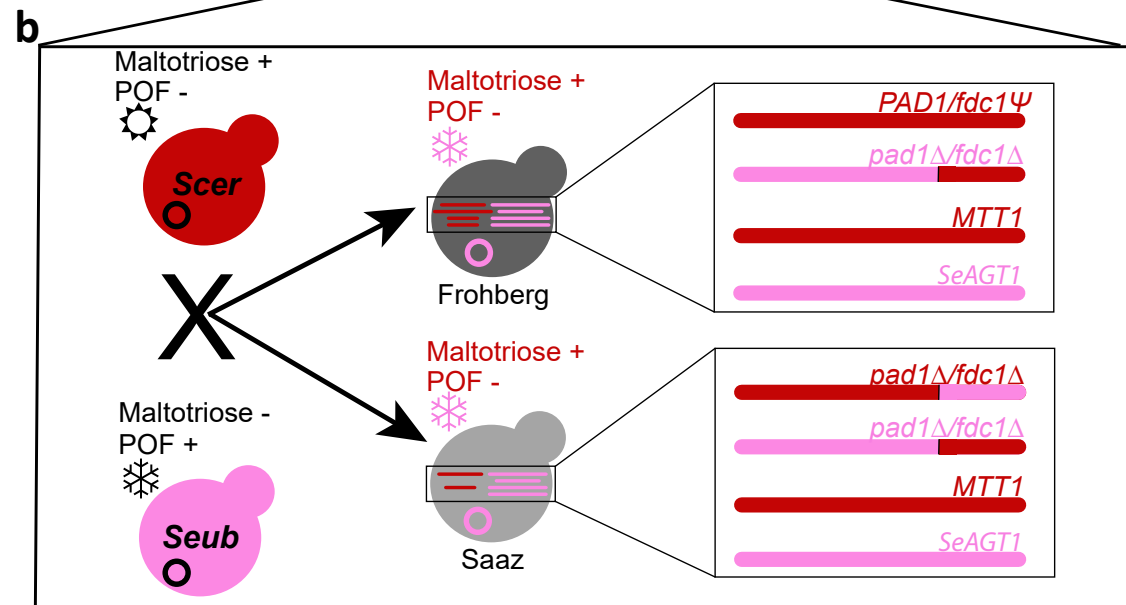 b
Maltotriose +
POF -
Scer
X
Maltotriose -
POF +
Seub
Maltotriose +
POF -
Frohberg
PAD1/fdc1Ψ
pad1Δ/fdc1Δ
MTT1
SeAGT1
Maltotriose +
POF -
Saaz
pad1Δ/fdc1Δ
pad1Δ/fdc1Δ
MTT1
SeAGT1